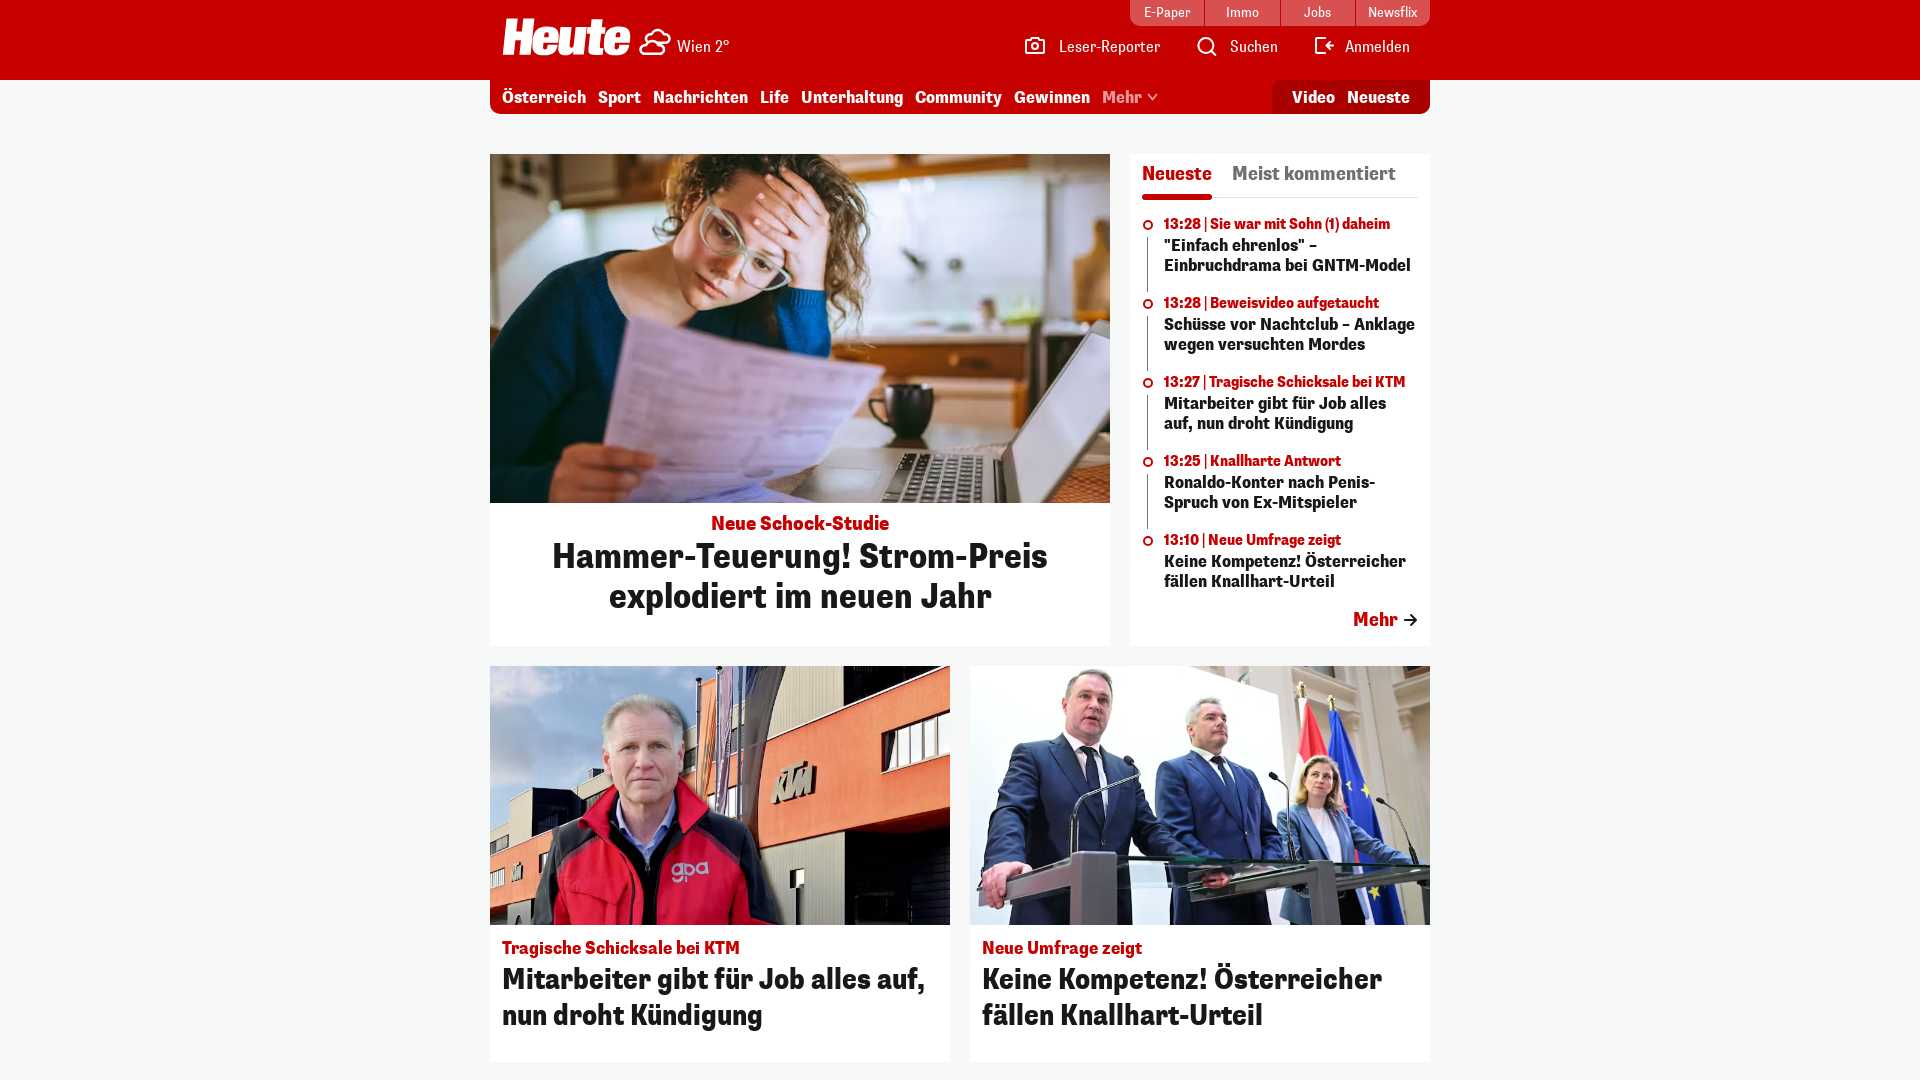 E-Paper
Immo
Jobs
Newsflix
Heute
Wien 2°
Leser-Reporter
Suchen
Anmelden
Österreich
Sport
Nachrichten
Life
Unterhaltung
Community
Gewinnen
Mehr
Video
Neueste
Neue Schock-Studie
Hammer-Teuerung! Strom-Preis
explodiert im neuen Jahr
Neueste
Meist kommentiert
13:28 | Sie war mit Sohn (1) daheim
"Einfach ehrenlos" –
Einbruchdrama bei GNTM-Model
13:28 | Beweisvideo aufgetaucht
Schüsse vor Nachtclub – Anklage
wegen versuchten Mordes
13:27 | Tragische Schicksale bei KTM
Mitarbeiter gibt für Job alles
auf, nun droht Kündigung
13:25 | Knallharte Antwort
Ronaldo-Konter nach Penis-
Spruch von Ex-Mitspieler
13:10 | Neue Umfrage zeigt
Keine Kompetenz! Österreicher
fällen Knallhart-Urteil
Mehr
KTM
KTM
gpa
Tragische Schicksale bei KTM
Mitarbeiter gibt für Job alles auf,
nun droht Kündigung
Neue Umfrage zeigt
Keine Kompetenz! Österreicher
fällen Knallhart-Urteil